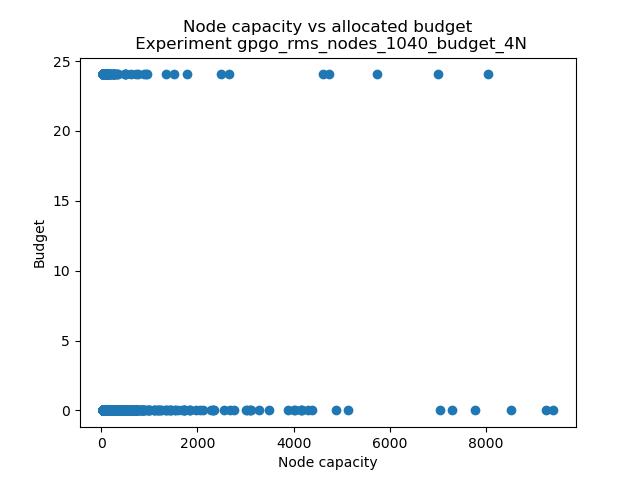 Node capacity vs allocated budget
Experiment gpgo_rms_nodes_1040_budget_4N
25
20
15
10
5
0
Budget
0 2000 4000 6000 8000
Node capacity